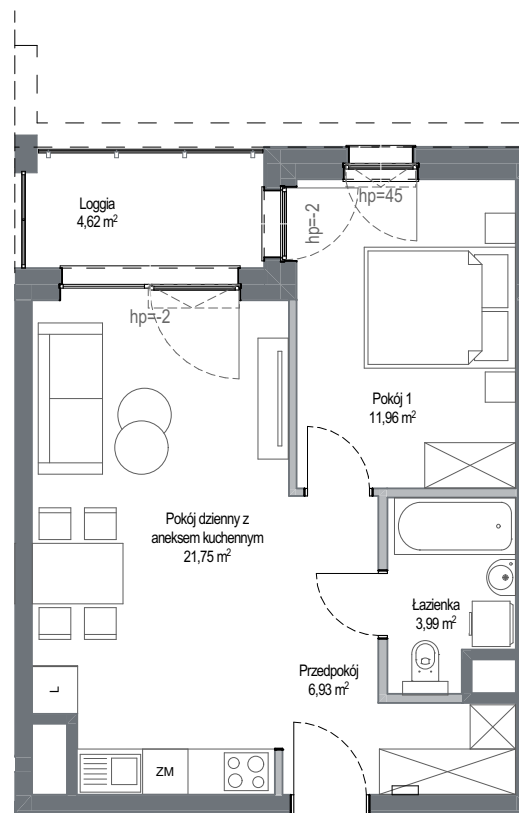 Loggia
4,62 m²
hp=-2
hp=45
hp=-2
Pokój 1
11,96 m²
Pokój dzienny z
aneksem kuchennym
21,75 m²
Łazienka
3,99 m²
Przedpokój
6,93 m²
L
ZM